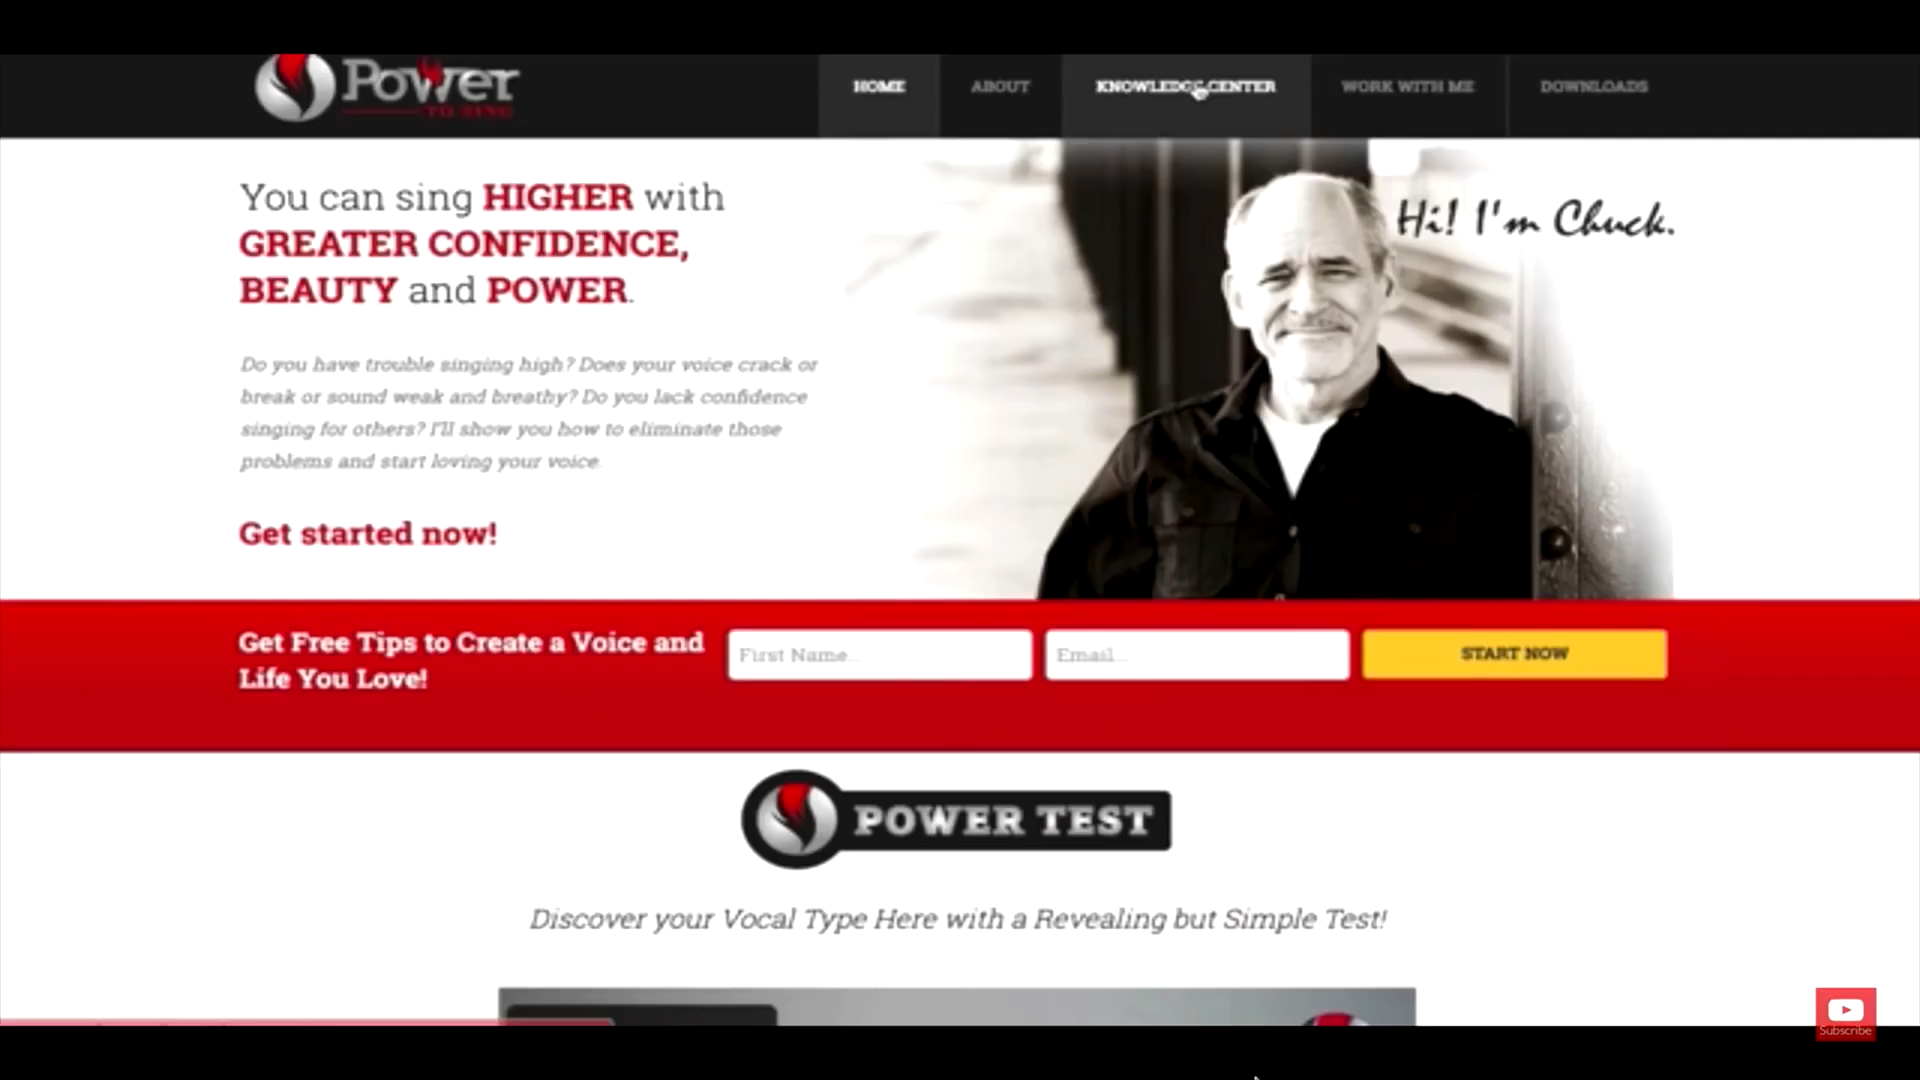 Power
TO SING
HOME
ABOUT
KNOWLEDGE CENTER
WORK WITH ME
DOWNLOADS
You can sing HIGHER with
GREATER CONFIDENCE,
BEAUTY and POWER.
Hi! I'm Chuck.
Do you have trouble singing high? Does your voice crack or
break or sound weak and breathy? Do you lack confidence
singing for others? I'll show you how to eliminate those
problems and start loving your voice.
Get started now!
Get Free Tips to Create a Voice and
Life You Love!
First Name...
Email...
START NOW
POWER TEST
Discover your Vocal Type Here with a Revealing but Simple Test!
Subscribe